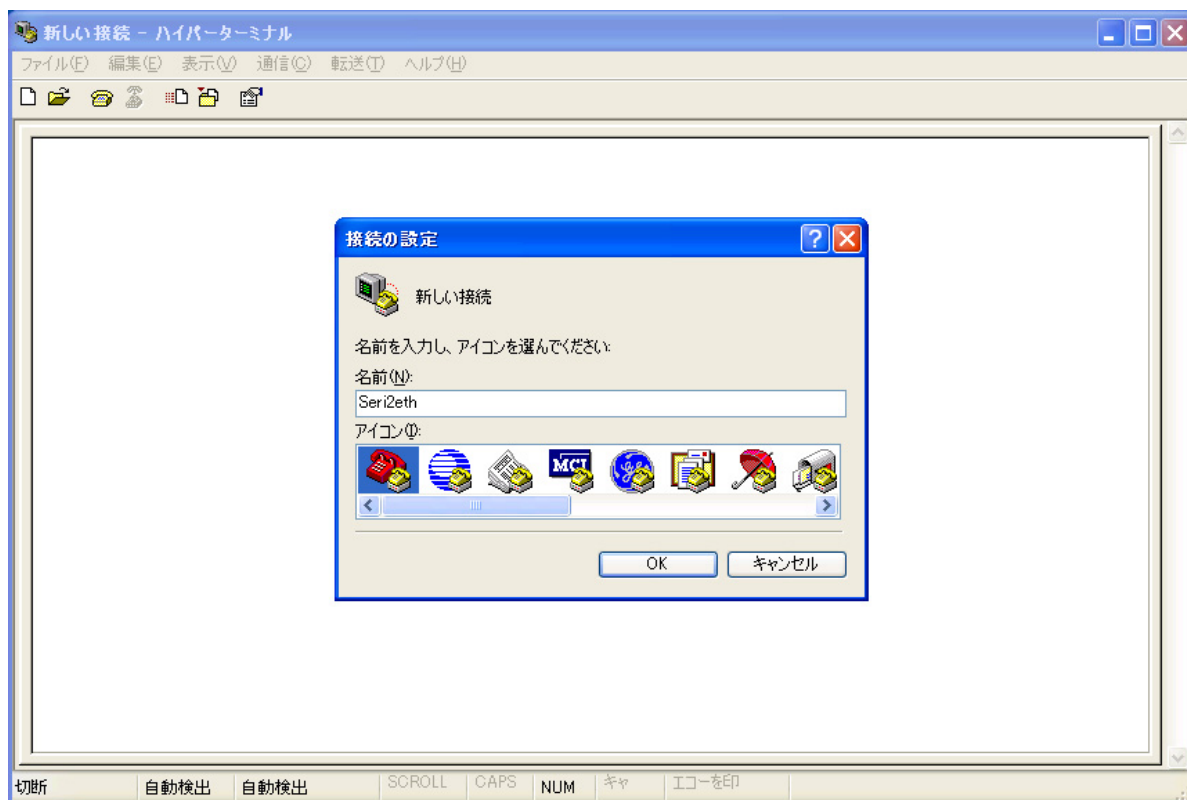 新しい接続 - ハイパーターミナル
ファイル(F) 編集(E) 表示(V) 通信(C) 転送(T) ヘルプ(H)
接続の設定
新しい接続
名前を入力し、アイコンを選んでください:
名前(N):
Seri2eth
アイコン(I):
MCI
OK キャンセル
切断 自動検出 自動検出 SCROLL CAPS NUM キャ エコーを印